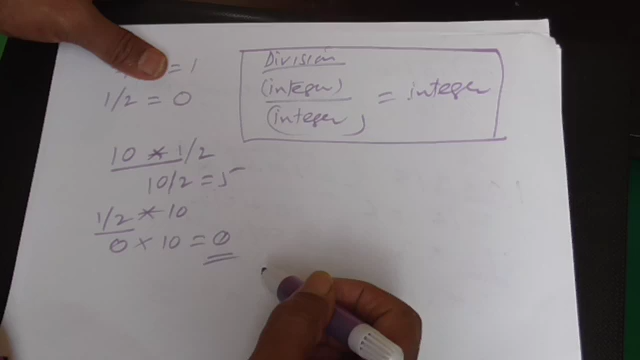 = 1
1/2 = 0
Division
(integer)
(integer) = integer
10 * 1/2
10/2 = 5
1/2 * 10
0 × 10 = 0